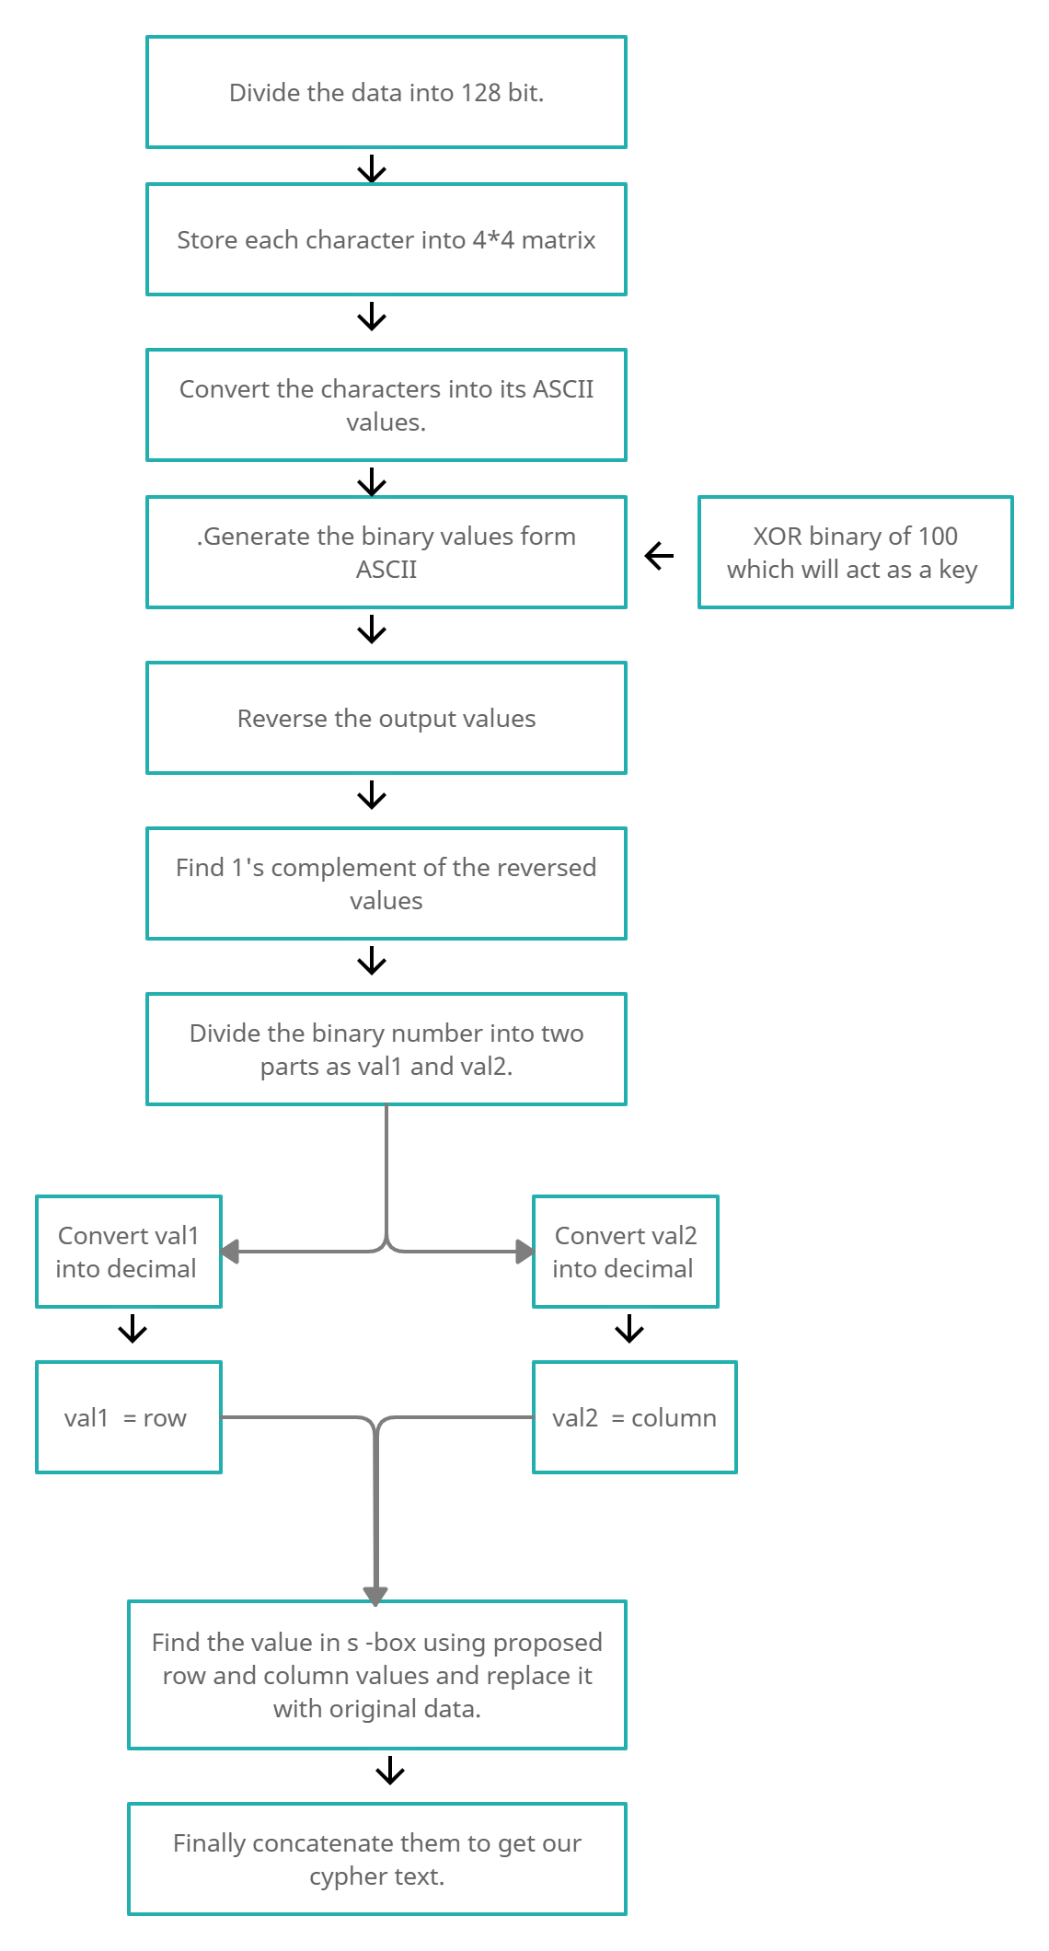 Divide the data into 128 bit.
Store each character into 4*4 matrix
Convert the characters into its ASCII
values.
.Generate the binary values form
ASCII
XOR binary of 100
which will act as a key
Reverse the output values
Find 1's complement of the reversed
values
Divide the binary number into two
parts as val1 and val2.
Convert val1
into decimal
Convert val2
into decimal
val1  = row
val2  = column
Find the value in s -box using proposed
row and column values and replace it
with original data.
Finally concatenate them to get our
cypher text.